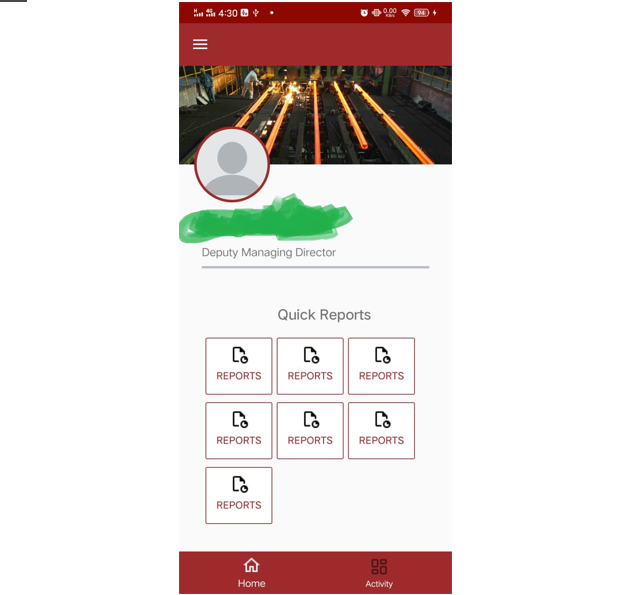 4:30
0.00
KB/s
94
Deputy Managing Director
Quick Reports
REPORTS REPORTS REPORTS
REPORTS REPORTS REPORTS
REPORTS
Home Activity